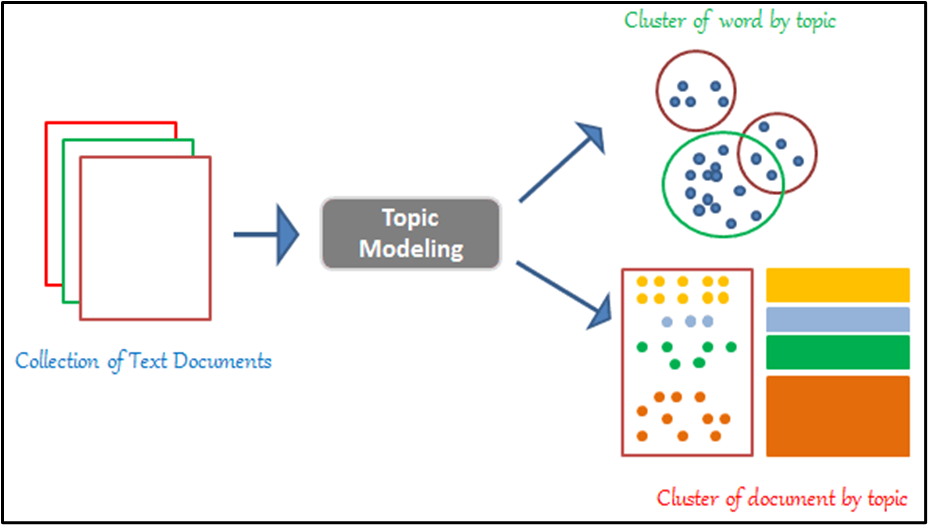 Cluster of word by topic
Topic
Modeling
Collection of Text Documents
Cluster of document by topic